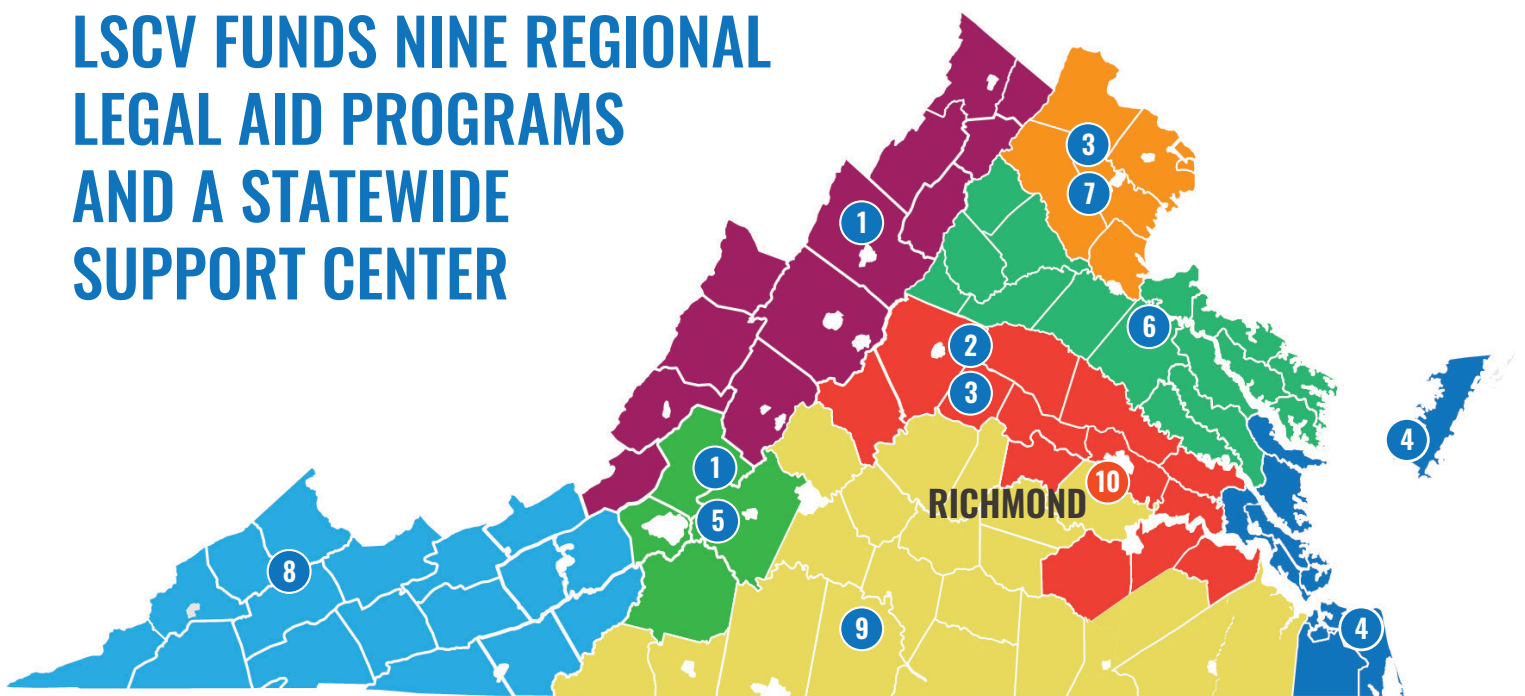 LSCV FUNDS NINE REGIONAL
LEGAL AID PROGRAMS
AND A STATEWIDE
SUPPORT CENTER
3
7
1
6
2
3
4
1
10
RICHMOND
5
8
9
4